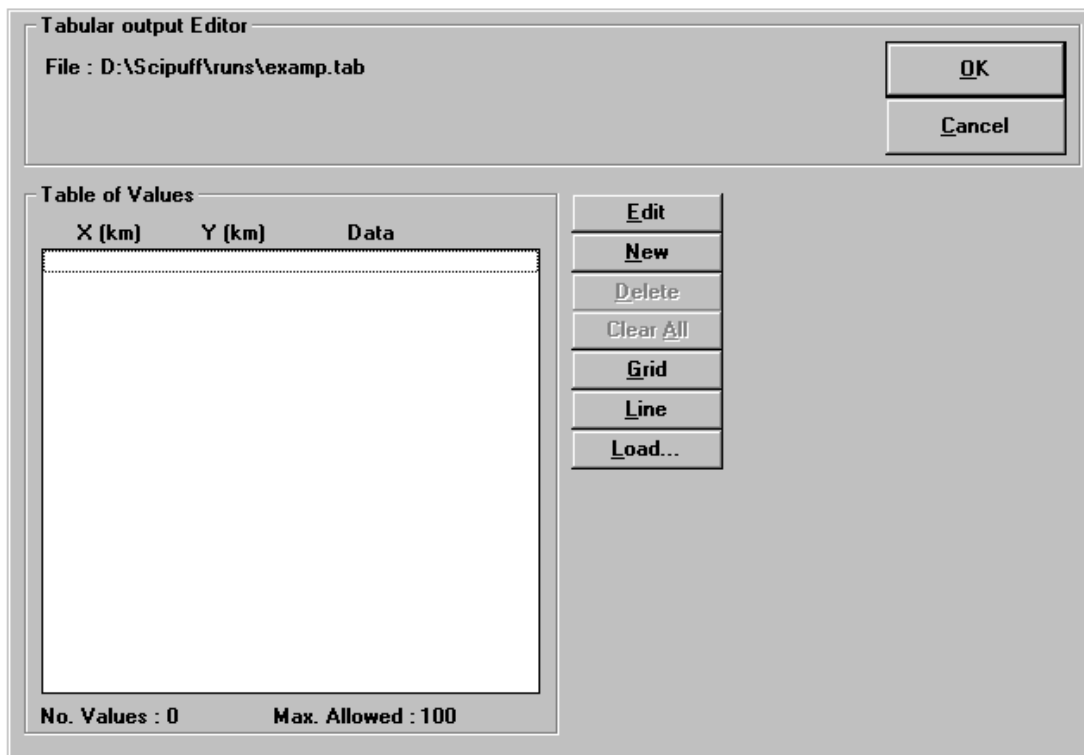 Tabular output Editor
File : D:\Scipuff\runs\examp.tab
OK
Cancel
Table of Values
X (km) Y (km) Data
Edit
New
Delete
Clear All
Grid
Line
Load...
No. Values : 0 Max. Allowed : 100